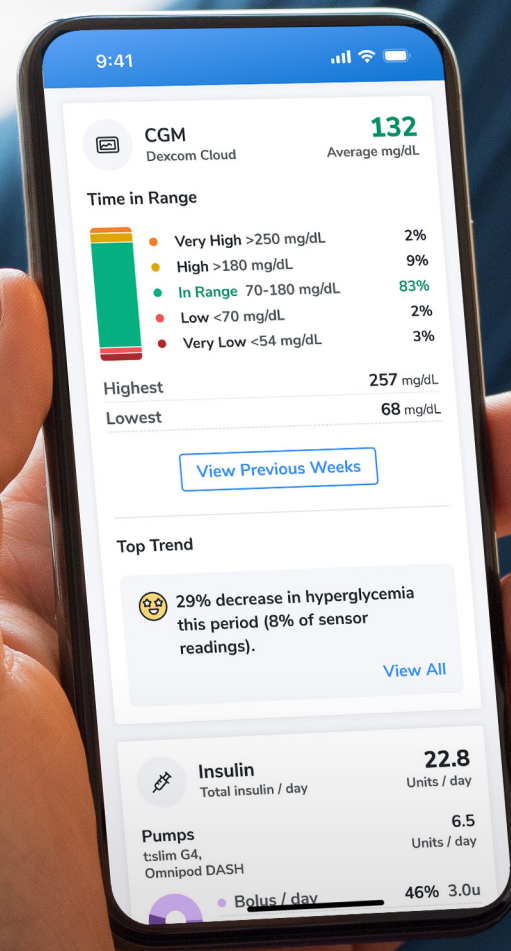 9:41
CGM
132
Dexcom Cloud
Average mg/dL
Time in Range
Very High >250 mg/dL 2%
High >180 mg/dL 9%
In Range 70-180 mg/dL 83%
Low <70 mg/dL 2%
Very Low <54 mg/dL 3%
Highest 257 mg/dL
Lowest 68 mg/dL
View Previous Weeks
Top Trend
29% decrease in hyperglycemia
this period (8% of sensor
readings).
View All
Insulin 22.8
Total insulin / day Units / day
Pumps 6.5
t:slim G4, Units / day
Omnipod DASH
Bolus / day 46% 3.0u